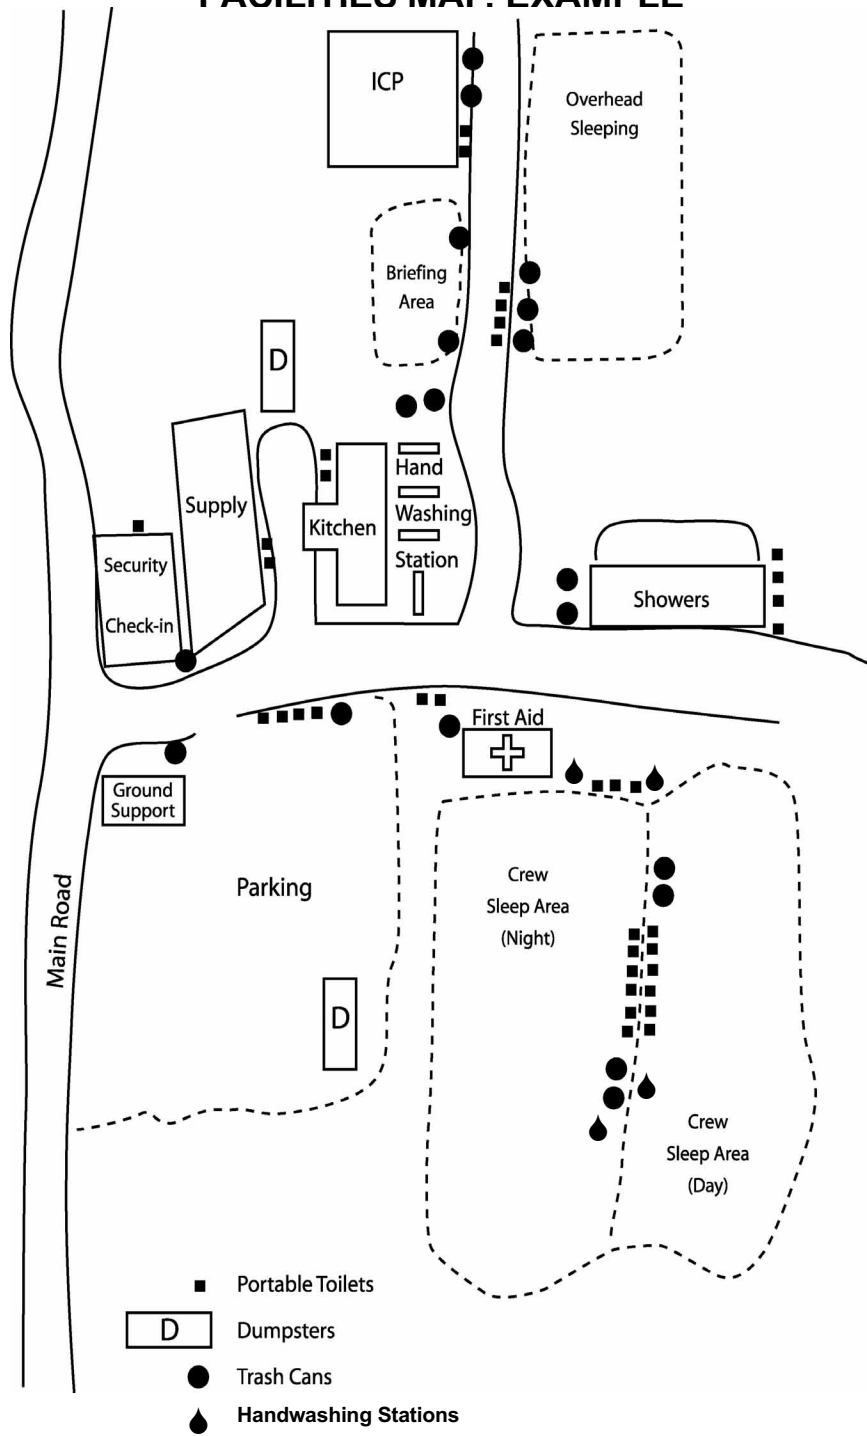 FACILITIES MAP: EXAMPLE
ICP
Overhead
Sleeping
Briefing
Area
D
Supply
Hand
Washing
Station
Kitchen
Security
Check-in
Showers
First Aid
Ground
Support
Parking
Main Road
Crew
Sleep Area
(Night)
D
Crew
Sleep Area
(Day)
Portable Toilets
D
Dumpsters
Trash Cans
Handwashing Stations